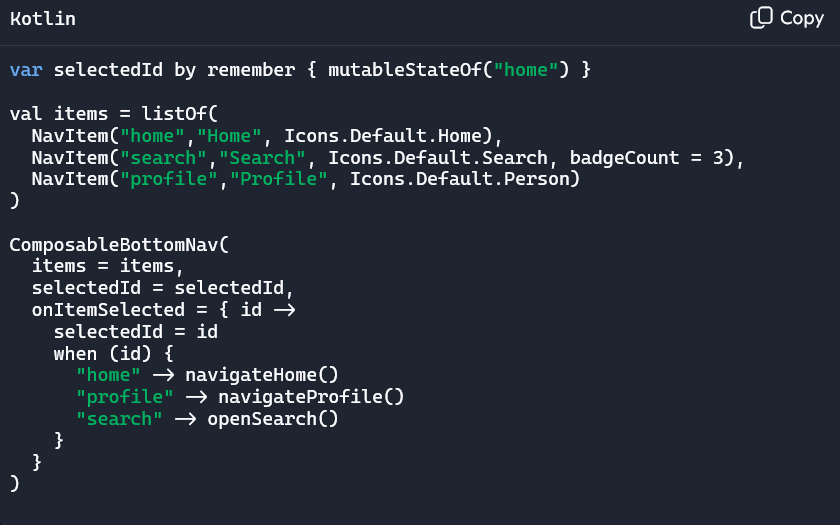 Kotlin
Copy
var selectedId by remember { mutableStateOf("home") }
val items = listOf(
NavItem("home","Home", Icons.Default.Home),
NavItem("search","Search", Icons.Default.Search, badgeCount = 3),
NavItem("profile","Profile", Icons.Default.Person)
)
ComposableBottomNav(
items = items,
selectedId = selectedId,
onItemSelected = { id ->
selectedId = id
when (id) {
"home" -> navigateHome()
"profile" -> navigateProfile()
"search" -> openSearch()
}
}
)